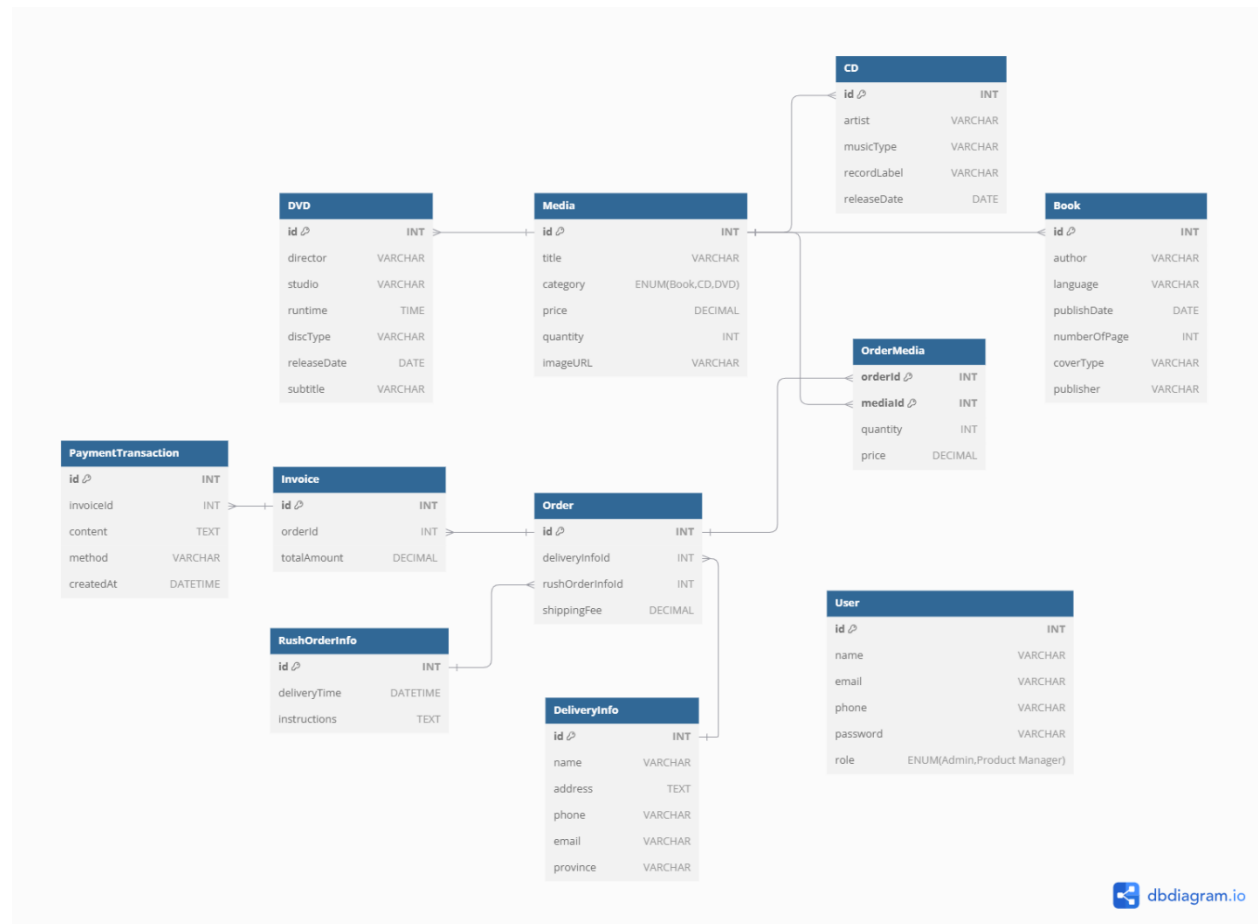 CD
id INT
artist VARCHAR
musicType VARCHAR
recordLabel VARCHAR
releaseDate DATE
DVD
id INT
director VARCHAR
studio VARCHAR
runtime TIME
discType VARCHAR
releaseDate DATE
subtitle VARCHAR
Media
id INT
title VARCHAR
category ENUM(Book,CD,DVD)
price DECIMAL
quantity INT
imageURL VARCHAR
Book
id INT
author VARCHAR
language VARCHAR
publishDate DATE
numberOfPage INT
coverType VARCHAR
publisher VARCHAR
OrderMedia
orderId INT
mediaId INT
quantity INT
price DECIMAL
PaymentTransaction
id INT
invoiceId INT
content TEXT
method VARCHAR
createdAt DATETIME
Invoice
id INT
orderId INT
totalAmount DECIMAL
Order
id INT
deliveryInfoId INT
rushOrderInfoId INT
shippingFee DECIMAL
User
id INT
name VARCHAR
email VARCHAR
phone VARCHAR
password VARCHAR
role ENUM(Admin,Product Manager)
RushOrderInfo
id INT
deliveryTime DATETIME
instructions TEXT
DeliveryInfo
id INT
name VARCHAR
address TEXT
phone VARCHAR
email VARCHAR
province VARCHAR
dbdiagram.io